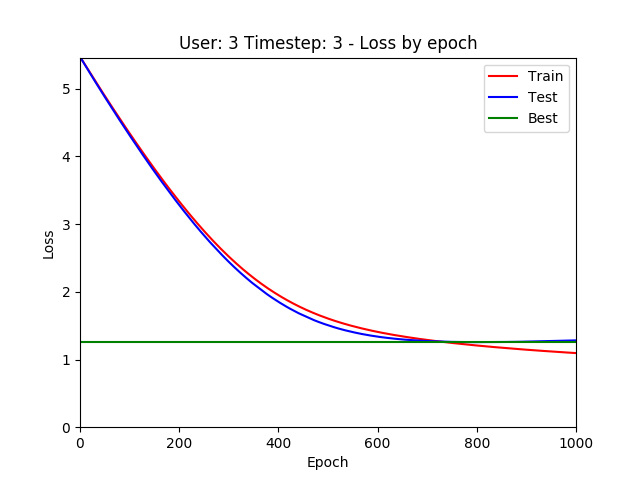 User: 3 Timestep: 3 - Loss by epoch
Train
Test
Best
5
4
3
2
1
0
Loss
0 200 400 600 800 1000
Epoch